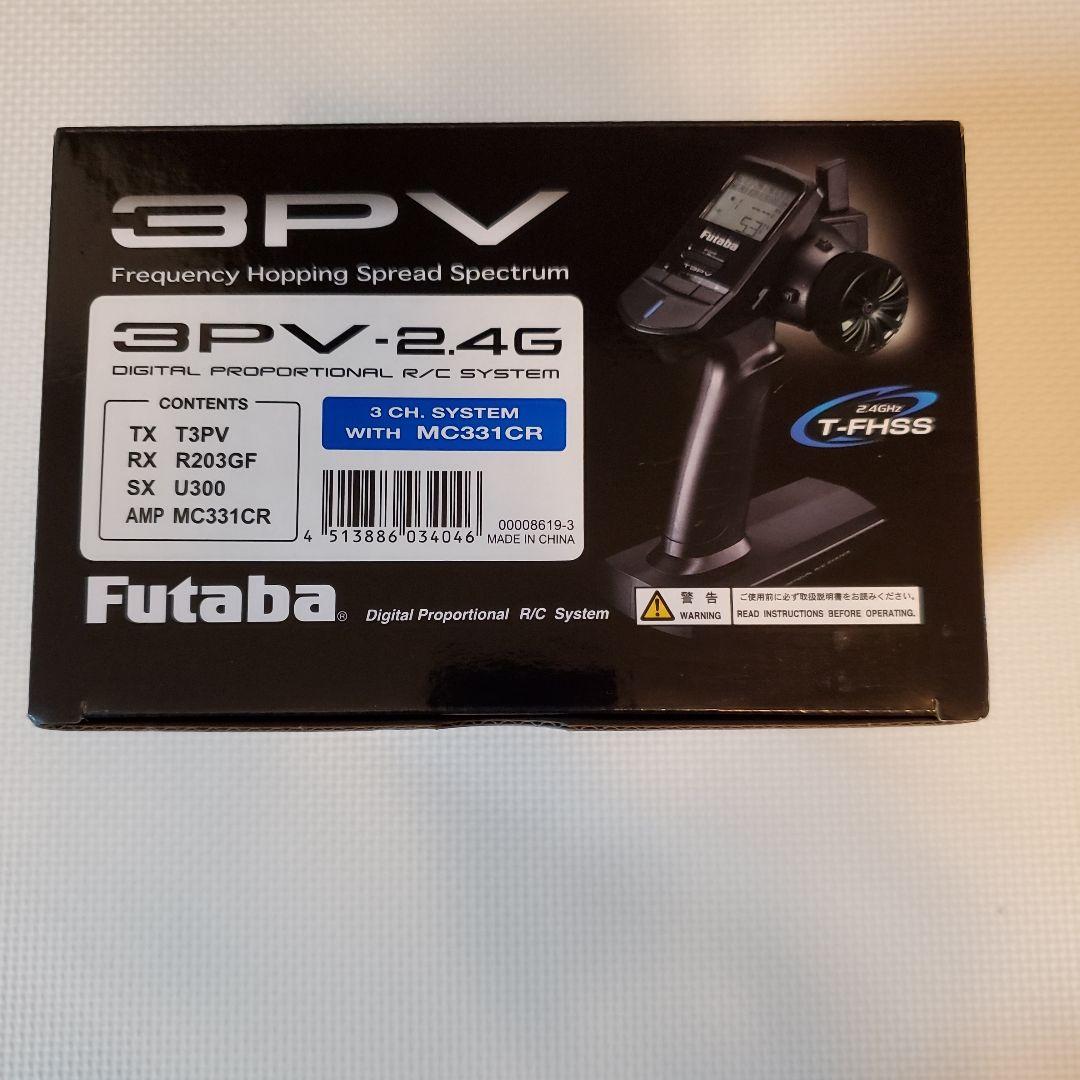 3PV
Frequency Hopping Spread Spectrum
3PV-2.4G
DIGITAL PROPORTIONAL R/C SYSTEM
CONTENTS
TX T3PV
RX R203GF
SX U300
AMP MC331CR
3 CH. SYSTEM
WITH MC331CR
4 513886 034046
00008619-3
MADE IN CHINA
Futaba®
Digital Proportional R/C System
Futaba
T3PV
2.4GHz
T-FHSS
警告
WARNING
ご使用前に必ず取扱説明書をお読みください。
READ INSTRUCTIONS BEFORE OPERATING.